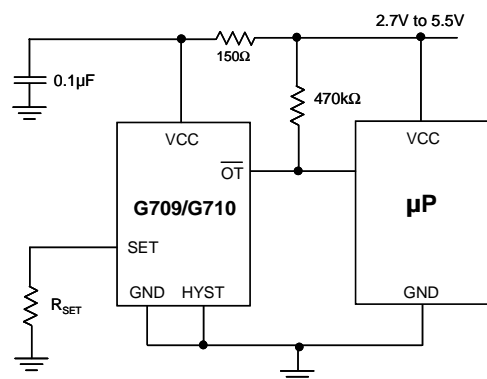 2.7V to 5.5V
150Ω
0.1µF
470kΩ
VCC
VCC
OT
G709/G710
µP
SET
GND
HYST
GND
RSET